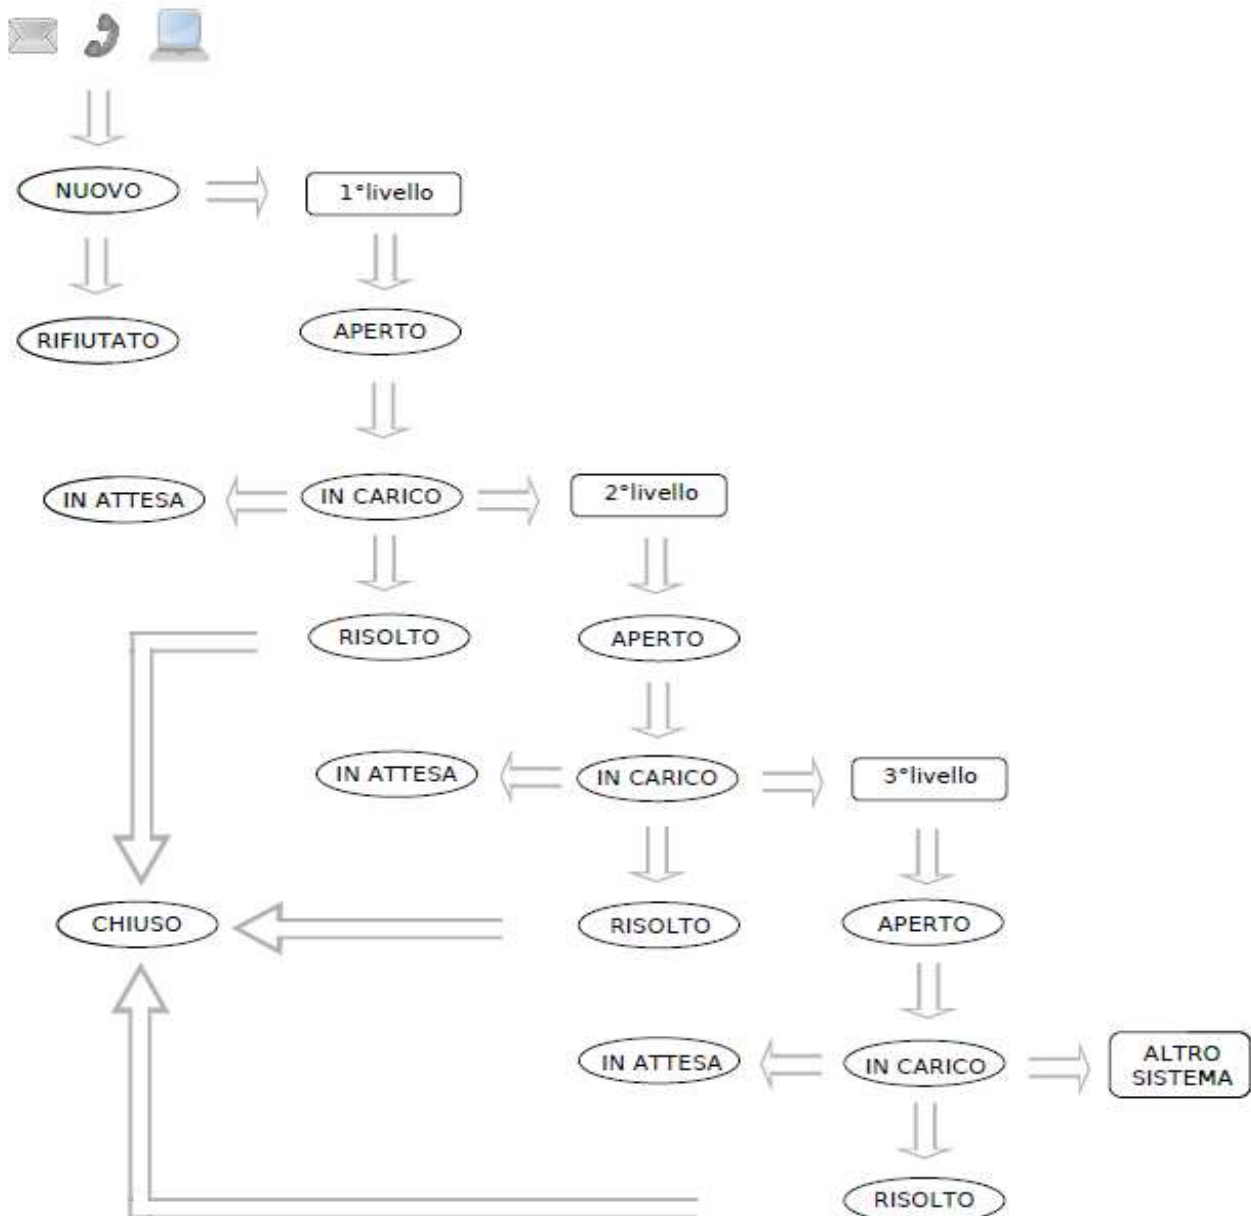 NUOVO
1°livello
RIFIUTATO
APERTO
IN ATTESA
IN CARICO
2°livello
RISOLTO
APERTO
IN ATTESA
IN CARICO
3°livello
CHIUSO
RISOLTO
APERTO
IN ATTESA
IN CARICO
ALTRO
SISTEMA
RISOLTO